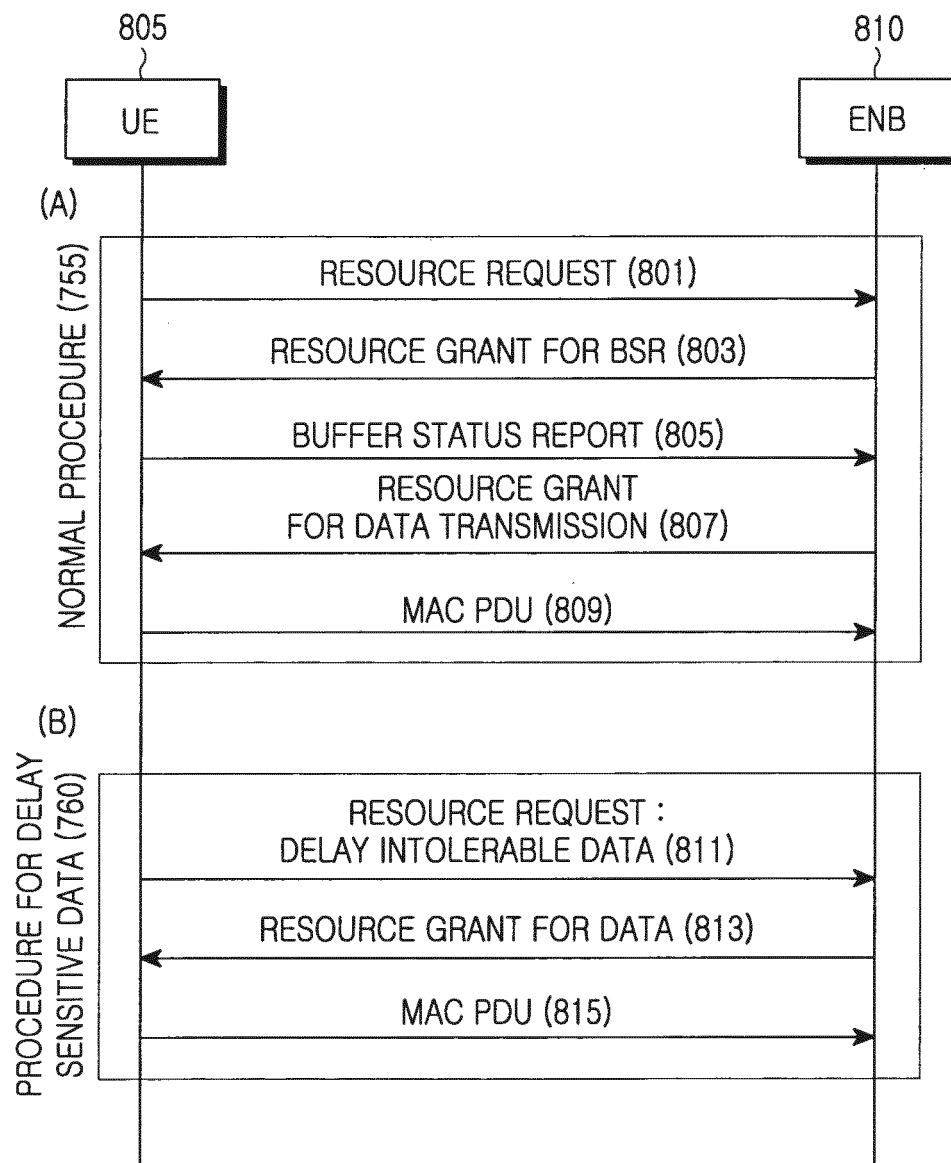 805
810
UE
ENB
(A)
NORMAL PROCEDURE (755)
RESOURCE REQUEST (801)
RESOURCE GRANT FOR BSR (803)
BUFFER STATUS REPORT (805)
RESOURCE GRANT
FOR DATA TRANSMISSION (807)
MAC PDU (809)
(B)
PROCEDURE FOR DELAY
SENSITIVE DATA (760)
RESOURCE REQUEST :
DELAY INTOLERABLE DATA (811)
RESOURCE GRANT FOR DATA (813)
MAC PDU (815)